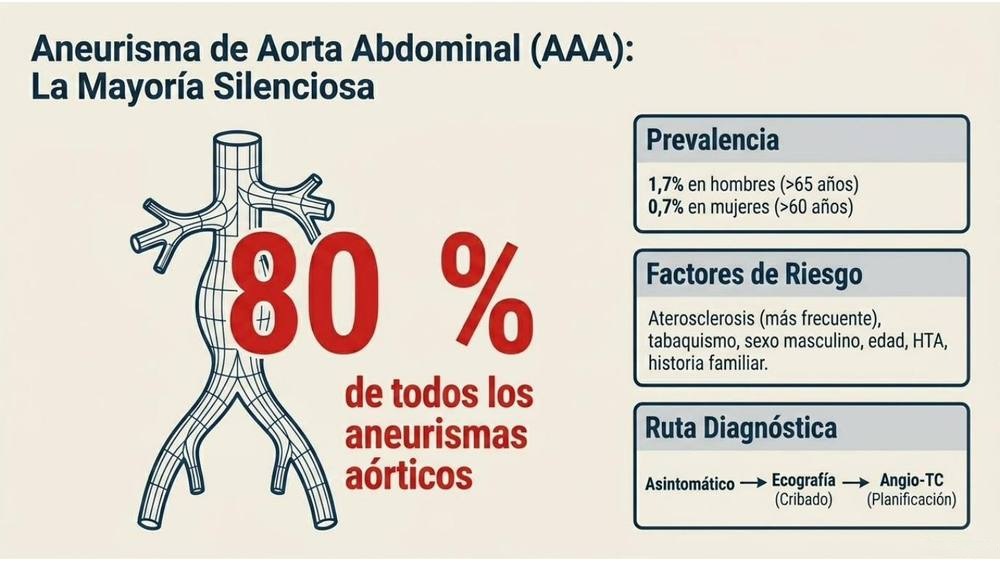 Aneurisma de Aorta Abdominal (AAA):
La Mayoría Silenciosa
80 %
de todos los
aneurismas
aórticos
Prevalencia
1,7% en hombres (>65 años)
0,7% en mujeres (>60 años)
Factores de Riesgo
Aterosclerosis (más frecuente),
tabaquismo, sexo masculino, edad, HTA,
historia familiar.
Ruta Diagnóstica
Asintomático → Ecografía → Angio-TC
(Cribado) (Planificación)